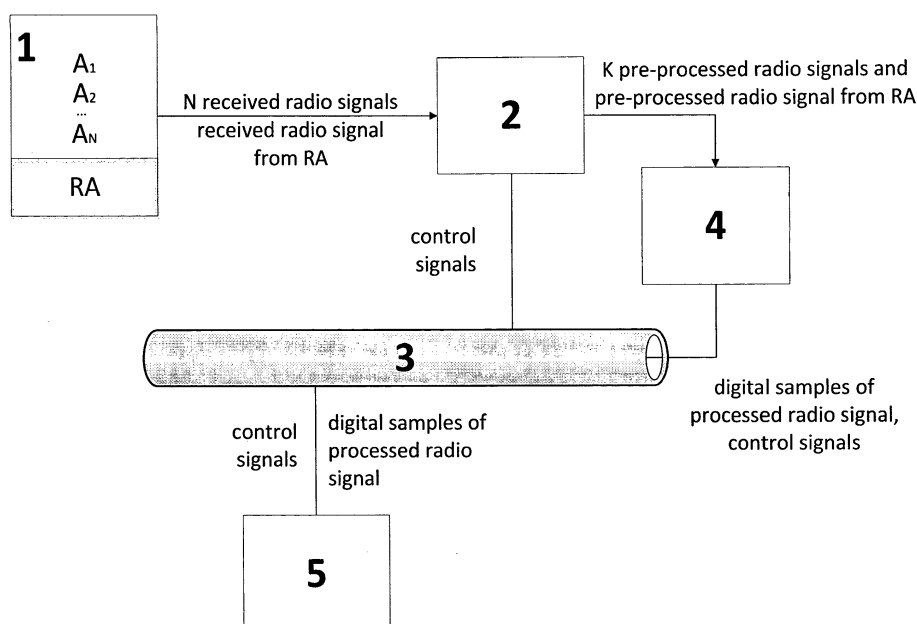 1
A1
A2
...
AN
RA
N received radio signals
received radio signal
from RA
2
K pre-processed radio signals and
pre-processed radio signal from RA
4
control
signals
3
digital samples of
processed radio signal,
control signals
control
signals
digital samples of
processed radio
signal
5